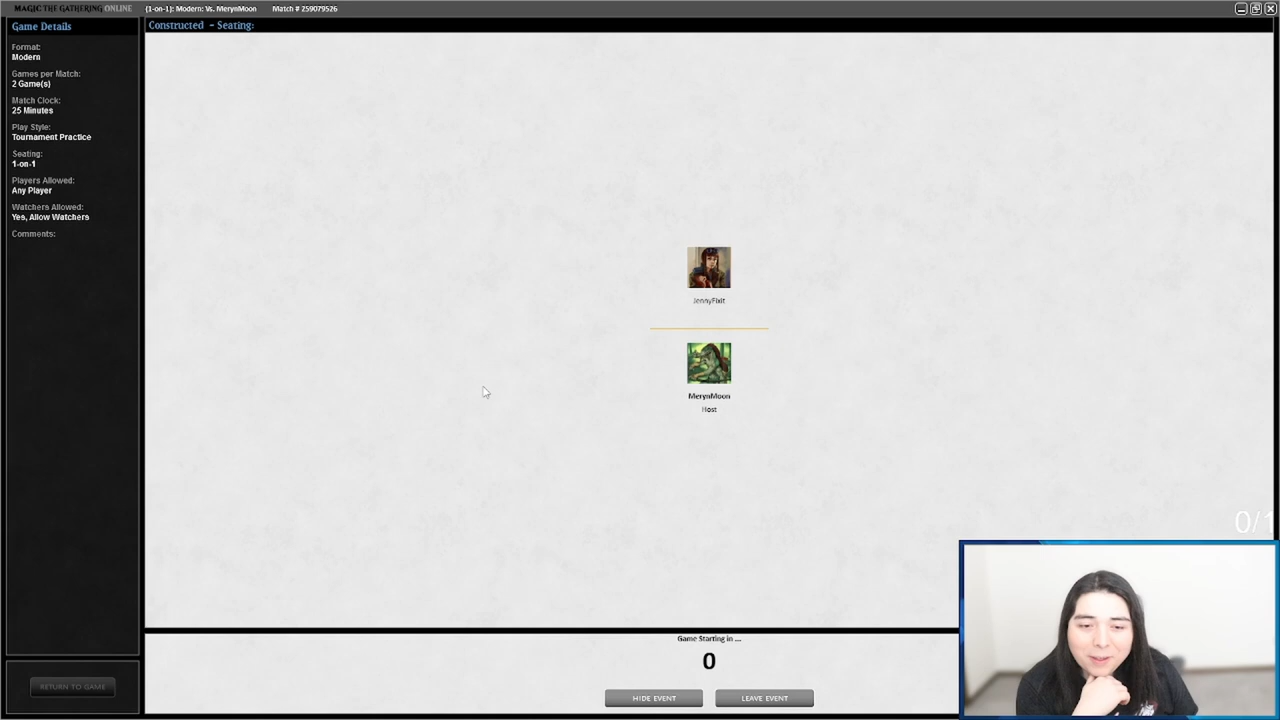 MAGIC THE GATHERING ONLINE (1-on-1): Modern: Vs. MerynMoon Match # 259079526
Game Details
Constructed - Seating:
Format:
Modern
Games per Match:
2 Game(s)
Match Clock:
25 Minutes
Play Style:
Tournament Practice
Seating:
1-on-1
Players Allowed:
Any Player
Watchers Allowed:
Yes, Allow Watchers
Comments:
JennyFixit
MerynMoon
Host
0/1
Game Starting in ...
0
RETURN TO GAME
HIDE EVENT
LEAVE EVENT